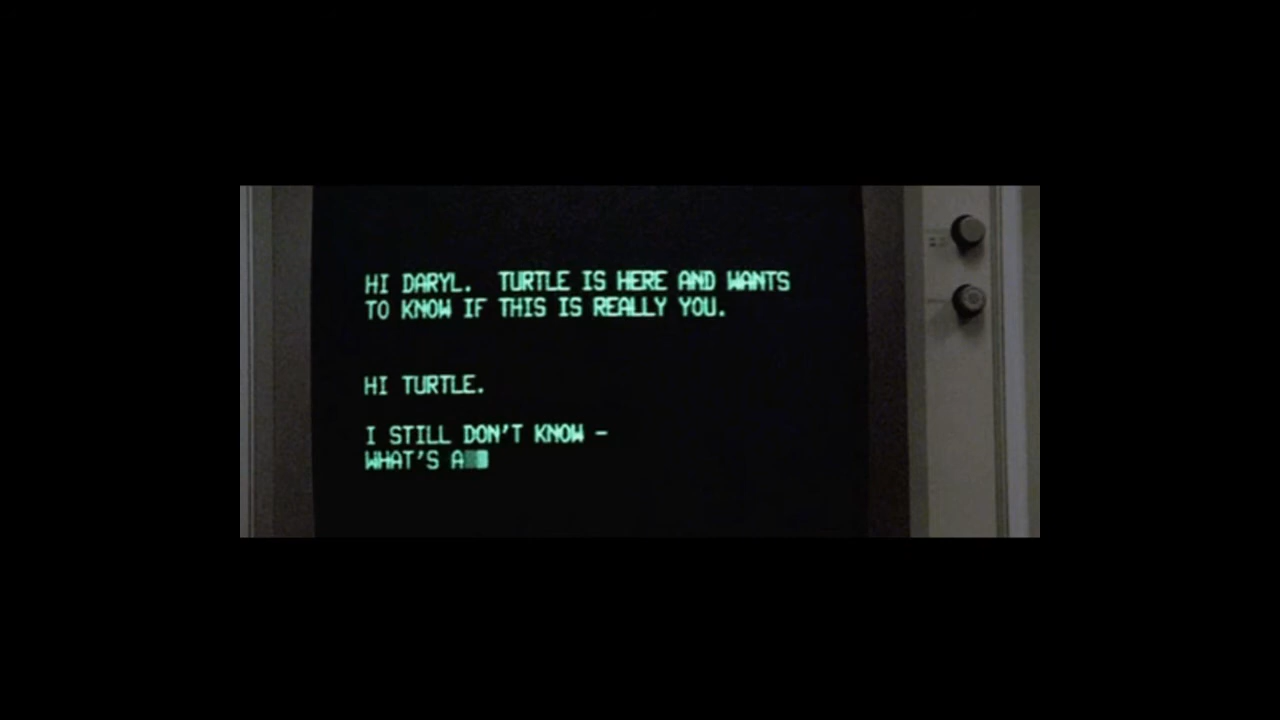 HI DARYL.  TURTLE IS HERE AND WANTS
TO KNOW IF THIS IS REALLY YOU.
HI TURTLE.
I STILL DON'T KNOW -
WHAT'S A